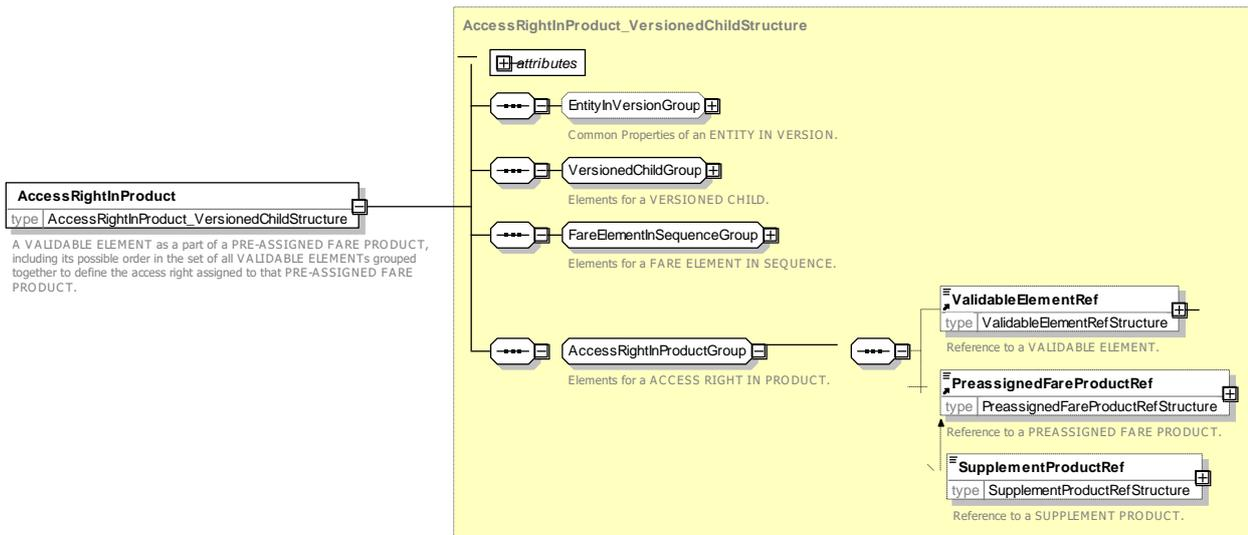 AccessRightInProduct_VersionedChildStructure
attributes
EntityInVersionGroup
Common Properties of an ENTITY IN VERSION.
VersionedChildGroup
Elements for a VERSIONED CHILD.
AccessRightInProduct
type AccessRightInProduct_VersionedChildStructure
A VALIDABLE ELEMENT as a part of a PRE-ASSIGNED FARE PRODUCT,
including its possible order in the set of all VALIDABLE ELEMENTs grouped
together to define the access right assigned to that PRE-ASSIGNED FARE
PRODUCT.
FareElementInSequenceGroup
Elements for a FARE ELEMENT IN SEQUENCE.
AccessRightInProductGroup
Elements for a ACCESS RIGHT IN PRODUCT.
ValidableElementRef
type ValidableElementRefStructure
Reference to a VALIDABLE ELEMENT.
PreassignedFareProductRef
type PreassignedFareProductRefStructure
Reference to a PREASSIGNED FARE PRODUCT.
SupplementProductRef
type SupplementProductRefStructure
Reference to a SUPPLEMENT PRODUCT.